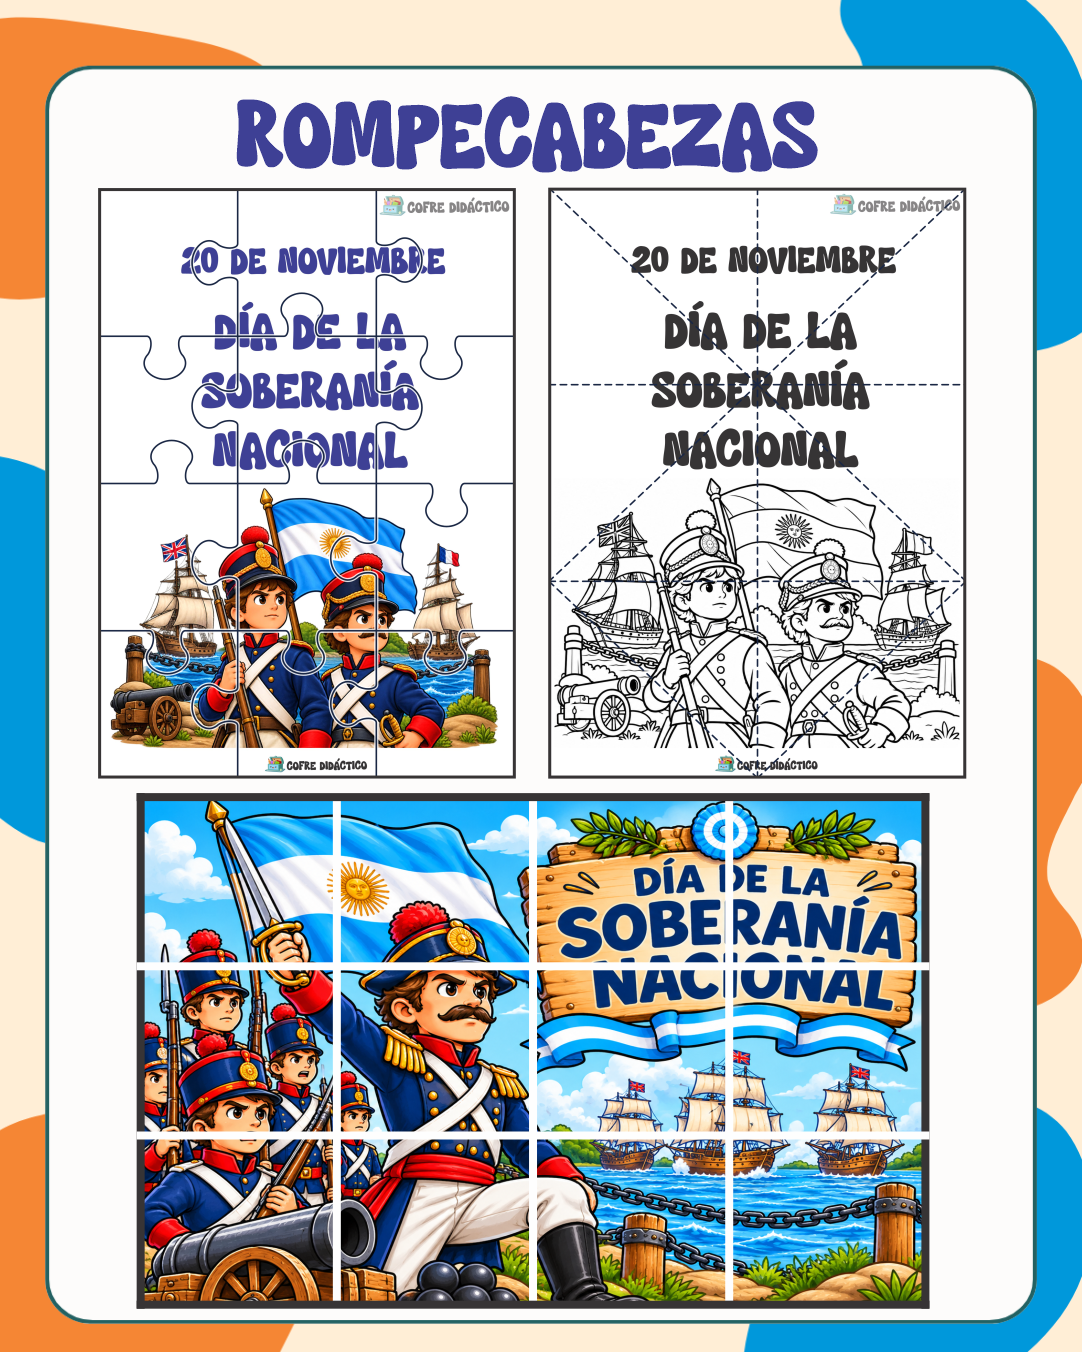 ROMPECABEZAS
COFRE DIDÁCTICO
20 DE NOVIEMBRE
DÍA DE LA
SOBERANÍA
NACIONAL
COFRE DIDÁCTICO
COFRE DIDÁCTICO
20 DE NOVIEMBRE
DÍA DE LA
SOBERANÍA
NACIONAL
COFRE DIDÁCTICO
DÍA DE LA
SOBERANÍA
NACIONAL